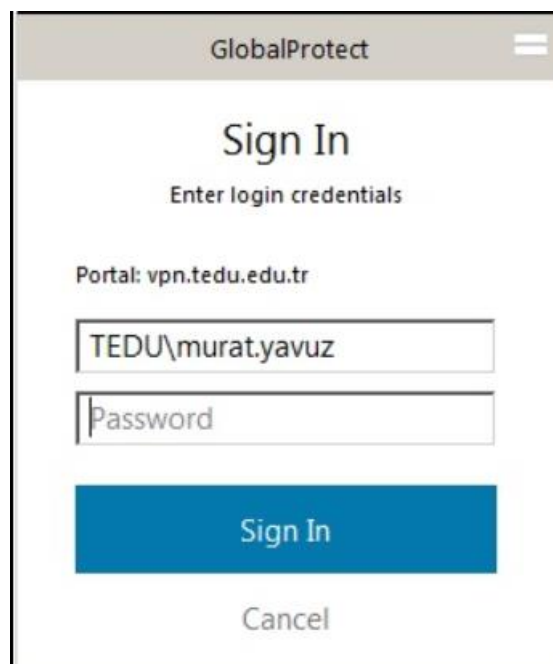 GlobalProtect
Sign In
Enter login credentials
Portal: vpn.tedu.edu.tr
TEDU\murat.yavuz
Password
Sign In
Cancel